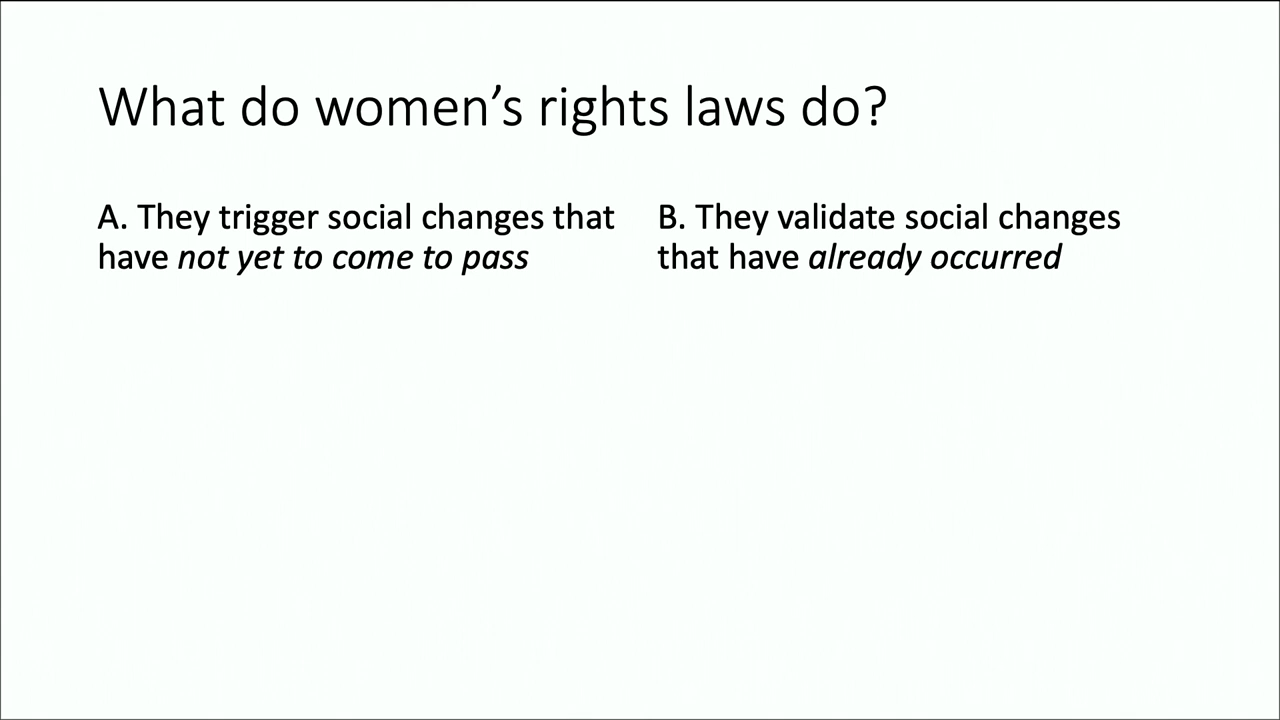 What do women’s rights laws do?
A. They trigger social changes that
have not yet to come to pass
B. They validate social changes
that have already occurred